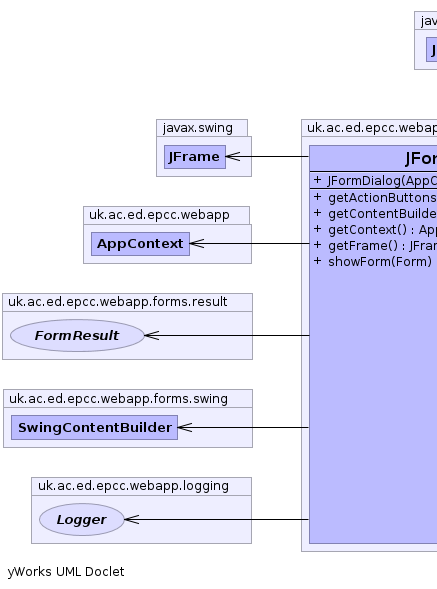 jav
J
javax.swing
JFrame
uk.ac.ed.epcc.webapp
JFor
+ JFormDialog(AppC
+ getActionButtons
+ getContentBuilde
+ getContext() : App
+ getFrame() : JFram
+ showForm(Form)
uk.ac.ed.epcc.webapp
AppContext
uk.ac.ed.epcc.webapp.forms.result
FormResult
uk.ac.ed.epcc.webapp.forms.swing
SwingContentBuilder
uk.ac.ed.epcc.webapp.logging
Logger
yWorks UML Doclet